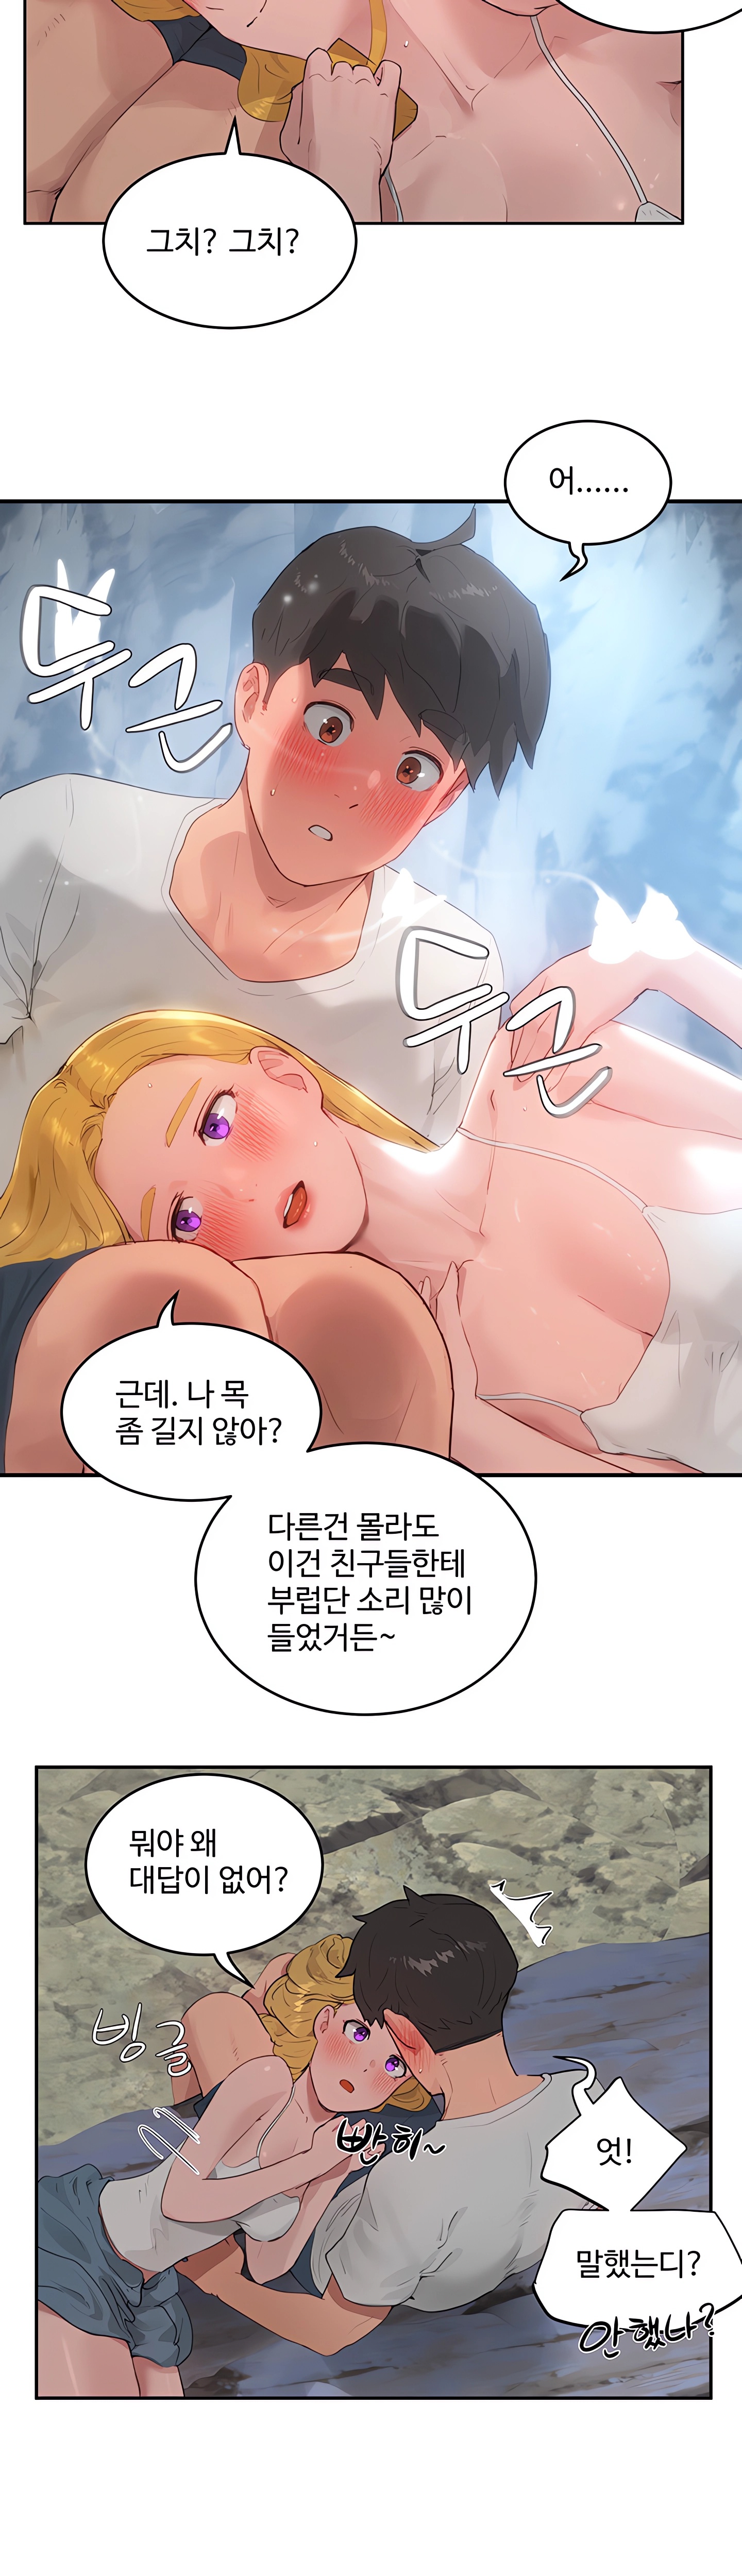 그치? 그치?
어......
두근
두근
근데. 나 목
좀 길지 않아?
다른건 몰라도
이건 친구들한테
부럽단 소리 많이
들었거든~
뭐야 왜
대답이 없어?
빙글
빤히~
엇!
말했는디?
안했나?